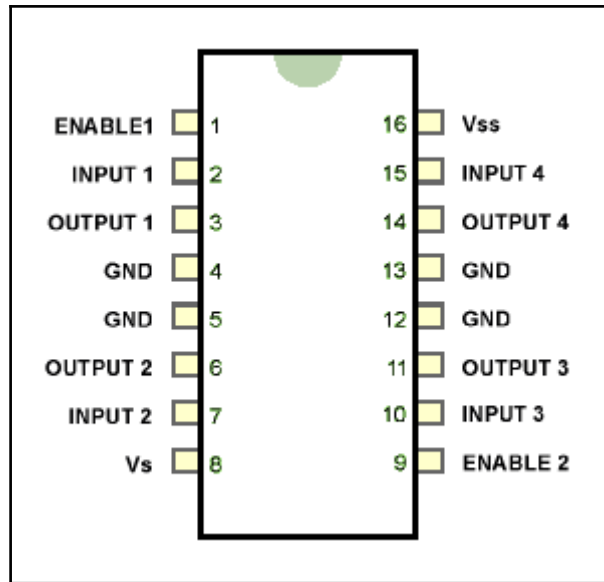 ENABLE1 1 16 Vss
INPUT 1 2 15 INPUT 4
OUTPUT 1 3 14 OUTPUT 4
GND 4 13 GND
GND 5 12 GND
OUTPUT 2 6 11 OUTPUT 3
INPUT 2 7 10 INPUT 3
Vs 8 9 ENABLE 2